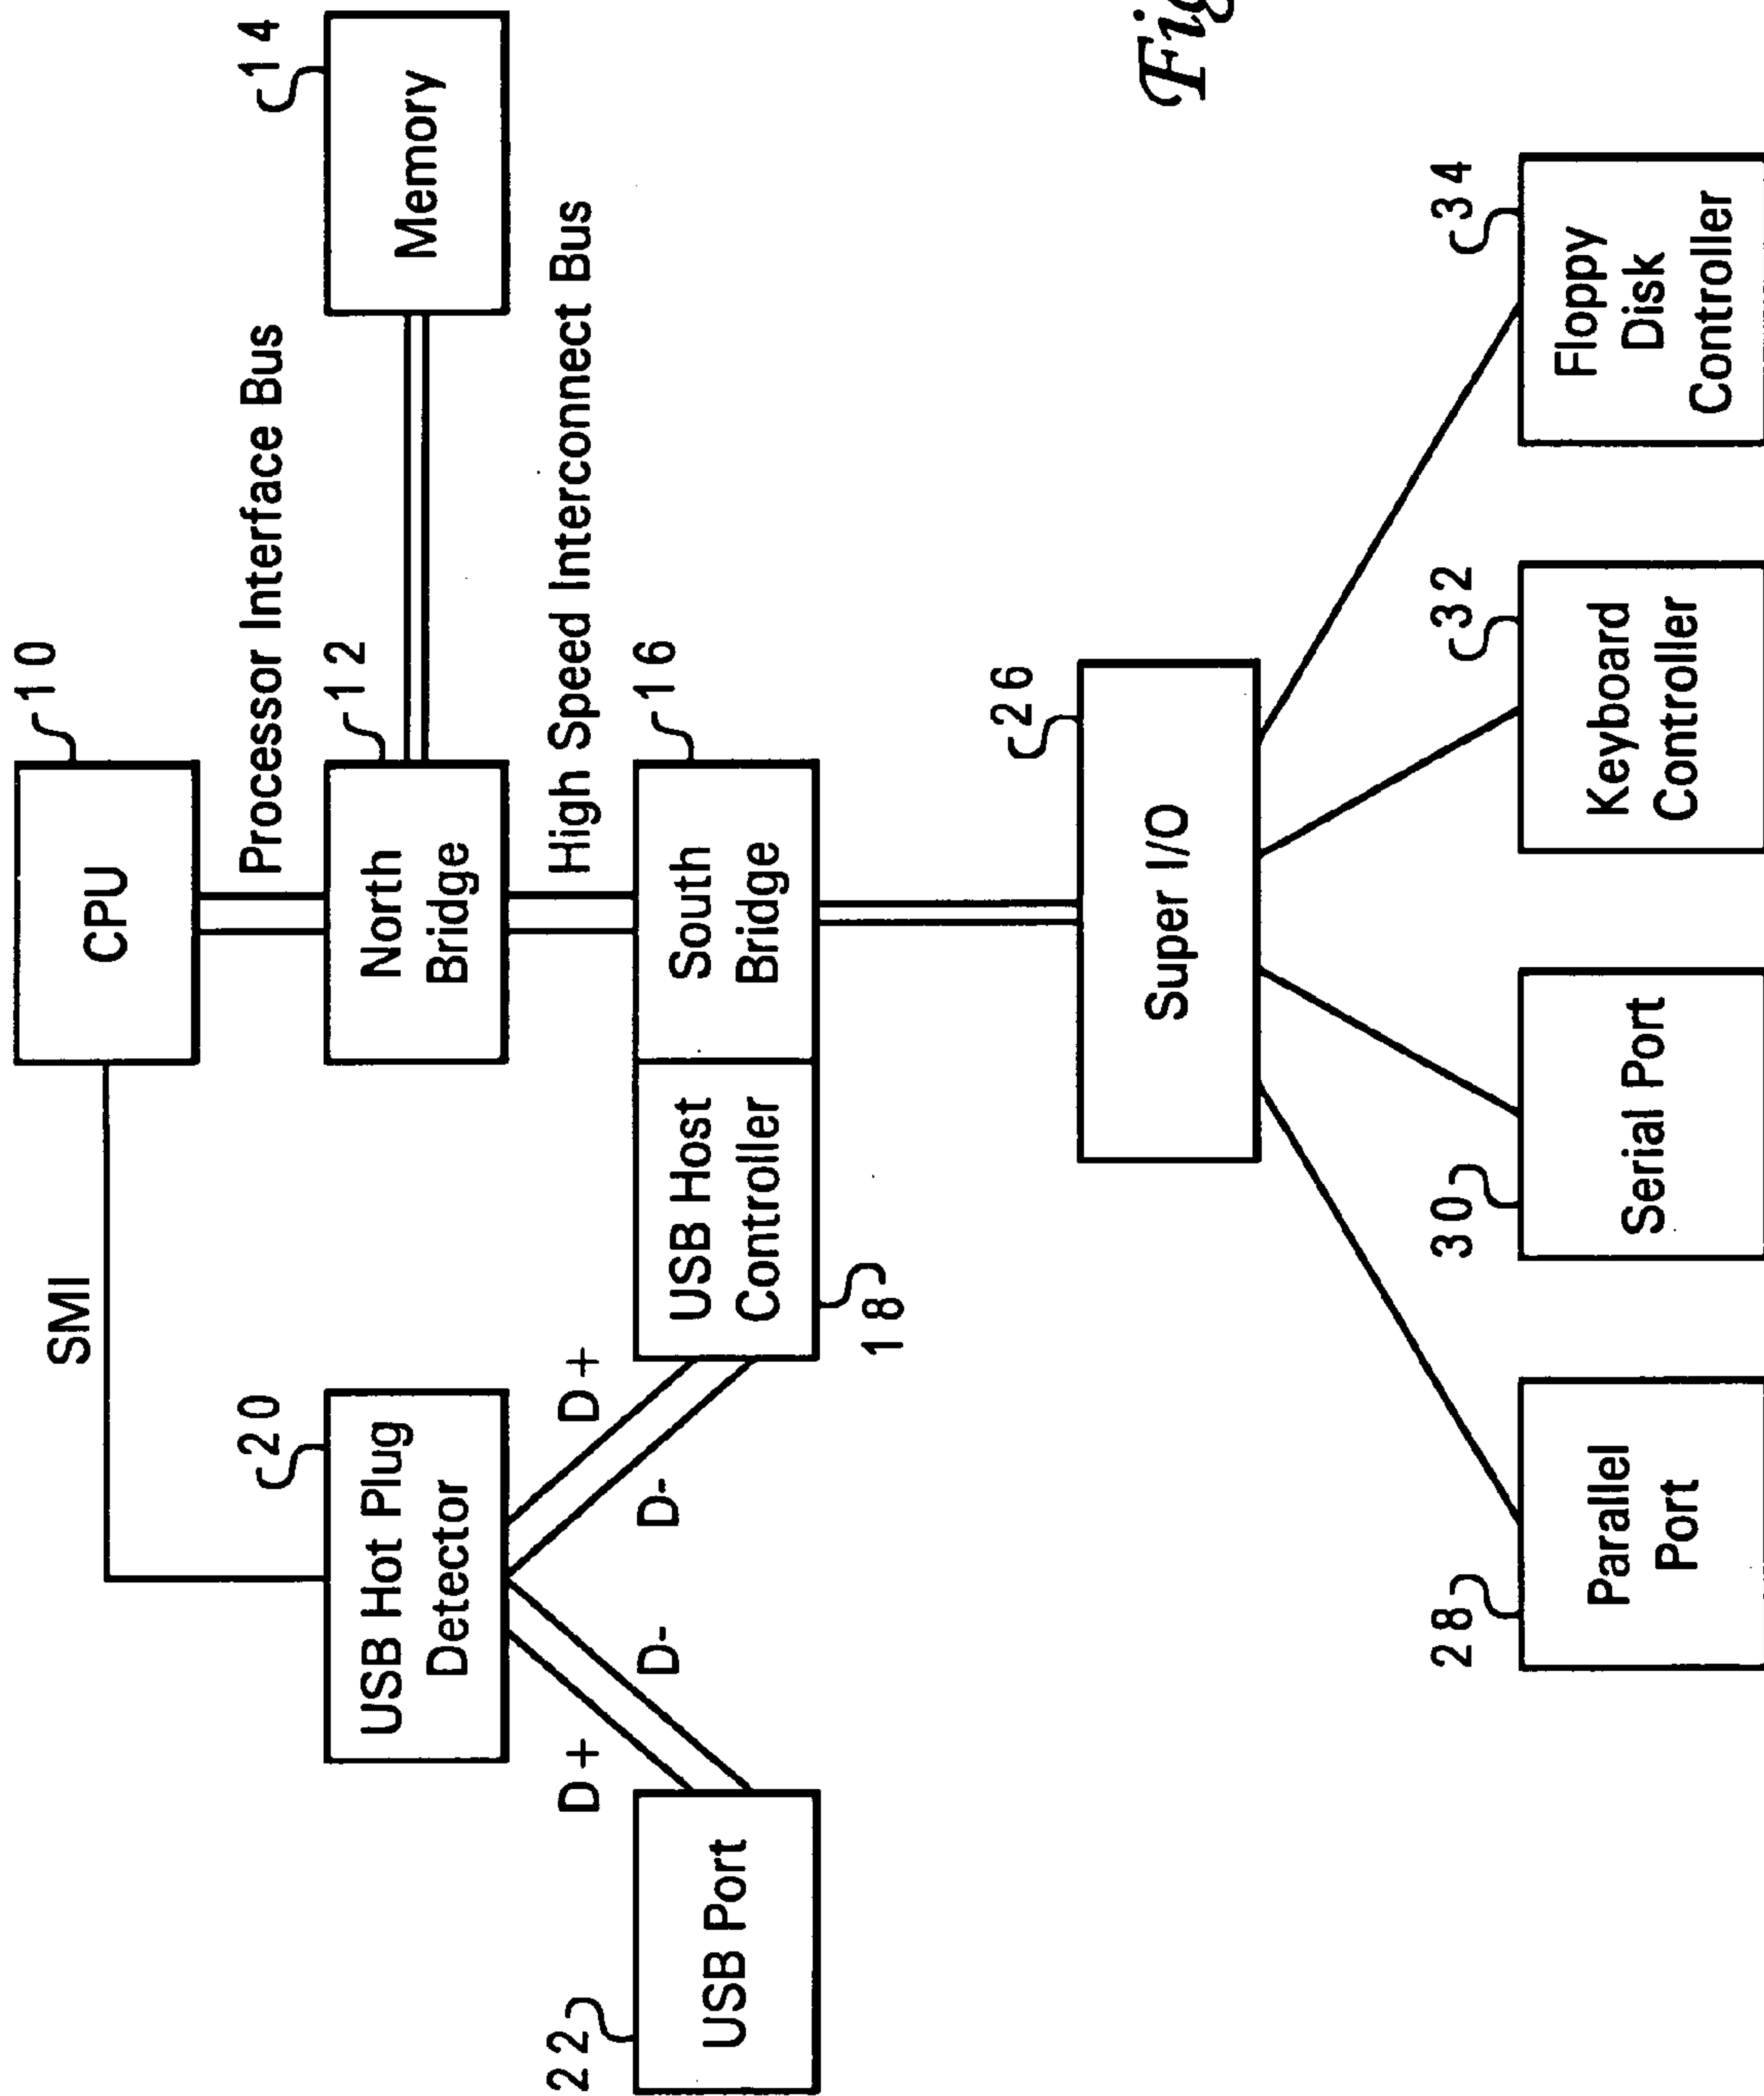 CPU
10
SMI
Processor Interface Bus
USB Hot Plug
Detector
20
North
Bridge
12
Memory
14
D+
D-
D+
D-
High Speed Interconnect Bus
USB Port
22
USB Host
Controller
18
South
Bridge
16
Super I/O
26
Fig
Parallel
Port
28
Serial Port
30
Keyboard
Controller
32
Floppy
Disk
Controller
34